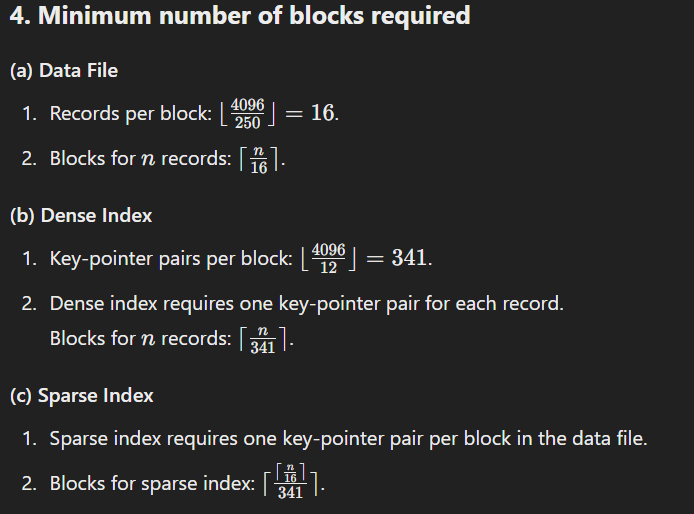 4. Minimum number of blocks required
(a) Data File
1. Records per block: ⌊4096/250⌋ = 16.
2. Blocks for n records: ⌈n/16⌉.
(b) Dense Index
1. Key-pointer pairs per block: ⌊4096/12⌋ = 341.
2. Dense index requires one key-pointer pair for each record.
Blocks for n records: ⌈n/341⌉.
(c) Sparse Index
1. Sparse index requires one key-pointer pair per block in the data file.
2. Blocks for sparse index: ⌈⌈n/16⌉/341⌉.